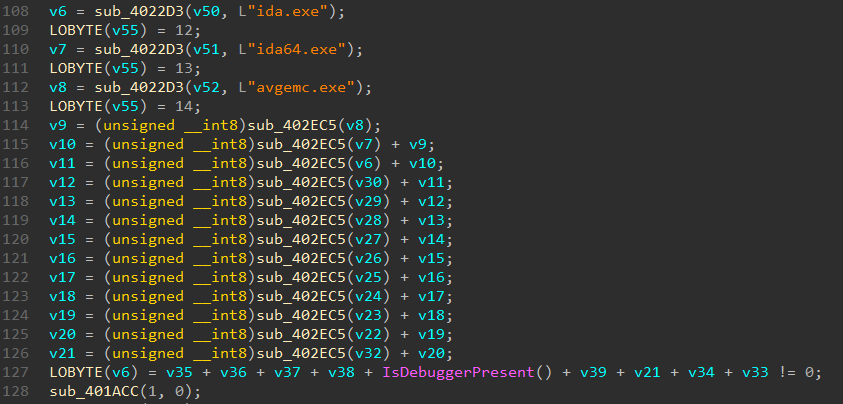 108 v6 = sub_4022D3(v50, L"ida.exe");
109 LOBYTE(v55) = 12;
110 v7 = sub_4022D3(v51, L"ida64.exe");
111 LOBYTE(v55) = 13;
112 v8 = sub_4022D3(v52, L"avgemc.exe");
113 LOBYTE(v55) = 14;
114 v9 = (unsigned __int8)sub_402EC5(v8);
115 v10 = (unsigned __int8)sub_402EC5(v7) + v9;
116 v11 = (unsigned __int8)sub_402EC5(v6) + v10;
117 v12 = (unsigned __int8)sub_402EC5(v30) + v11;
118 v13 = (unsigned __int8)sub_402EC5(v29) + v12;
119 v14 = (unsigned __int8)sub_402EC5(v28) + v13;
120 v15 = (unsigned __int8)sub_402EC5(v27) + v14;
121 v16 = (unsigned __int8)sub_402EC5(v26) + v15;
122 v17 = (unsigned __int8)sub_402EC5(v25) + v16;
123 v18 = (unsigned __int8)sub_402EC5(v24) + v17;
124 v19 = (unsigned __int8)sub_402EC5(v23) + v18;
125 v20 = (unsigned __int8)sub_402EC5(v22) + v19;
126 v21 = (unsigned __int8)sub_402EC5(v32) + v20;
127 LOBYTE(v6) = v35 + v36 + v37 + v38 + IsDebuggerPresent() + v39 + v21 + v34 + v33 != 0;
128 sub_401ACC(1, 0);